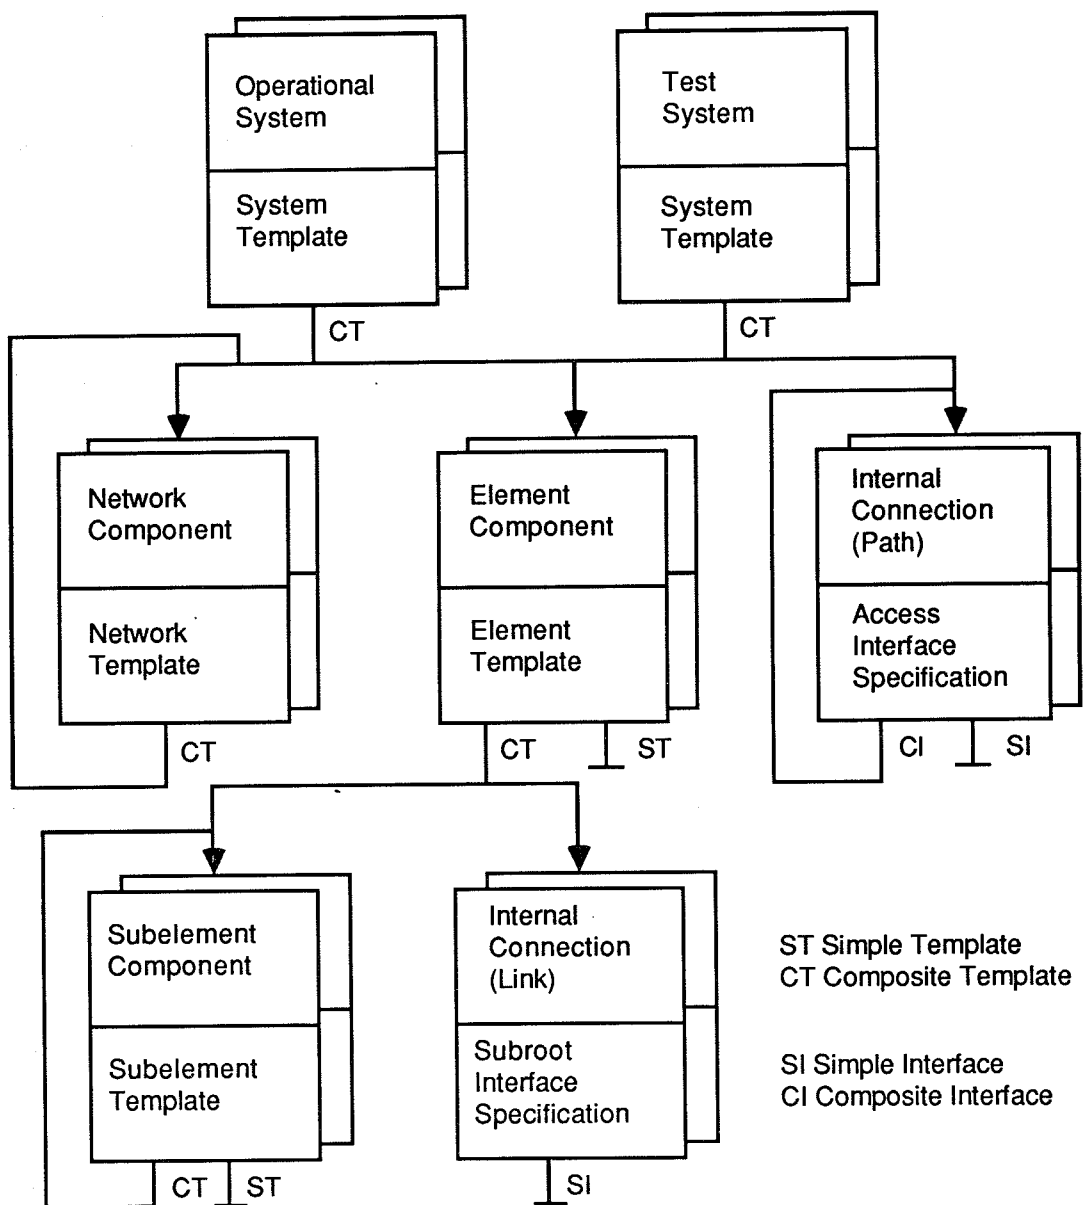 Operational
System
System
Template
CT
Test
System
System
Template
CT
Network
Component
Network
Template
CT
Element
Component
Element
Template
CT
ST
Internal
Connection
(Path)
Access
Interface
Specification
CI
SI
Subelement
Component
Subelement
Template
CT
ST
Internal
Connection
(Link)
Subroot
Interface
Specification
SI
ST Simple Template
CT Composite Template
SI Simple Interface
CI Composite Interface